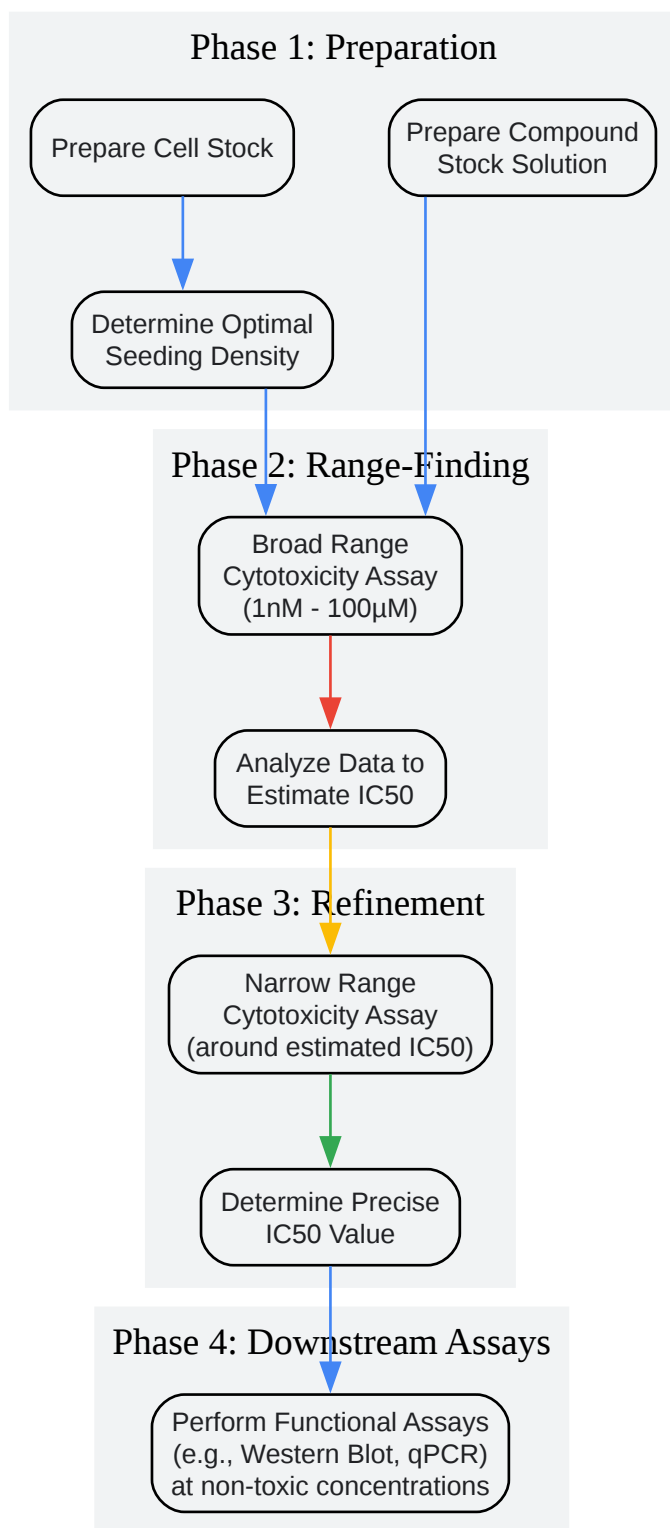 Phase 1: Preparation
Prepare Cell Stock
Prepare Compound
Stock Solution
Determine Optimal
Seeding Density
Phase 2: Range-Finding
Broad Range
Cytotoxicity Assay
(1nM - 100µM)
Analyze Data to
Estimate IC50
Phase 3: Refinement
Narrow Range
Cytotoxicity Assay
(around estimated IC50)
Determine Precise
IC50 Value
Phase 4: Downstream Assays
Perform Functional Assays
(e.g., Western Blot, qPCR)
at non-toxic concentrations